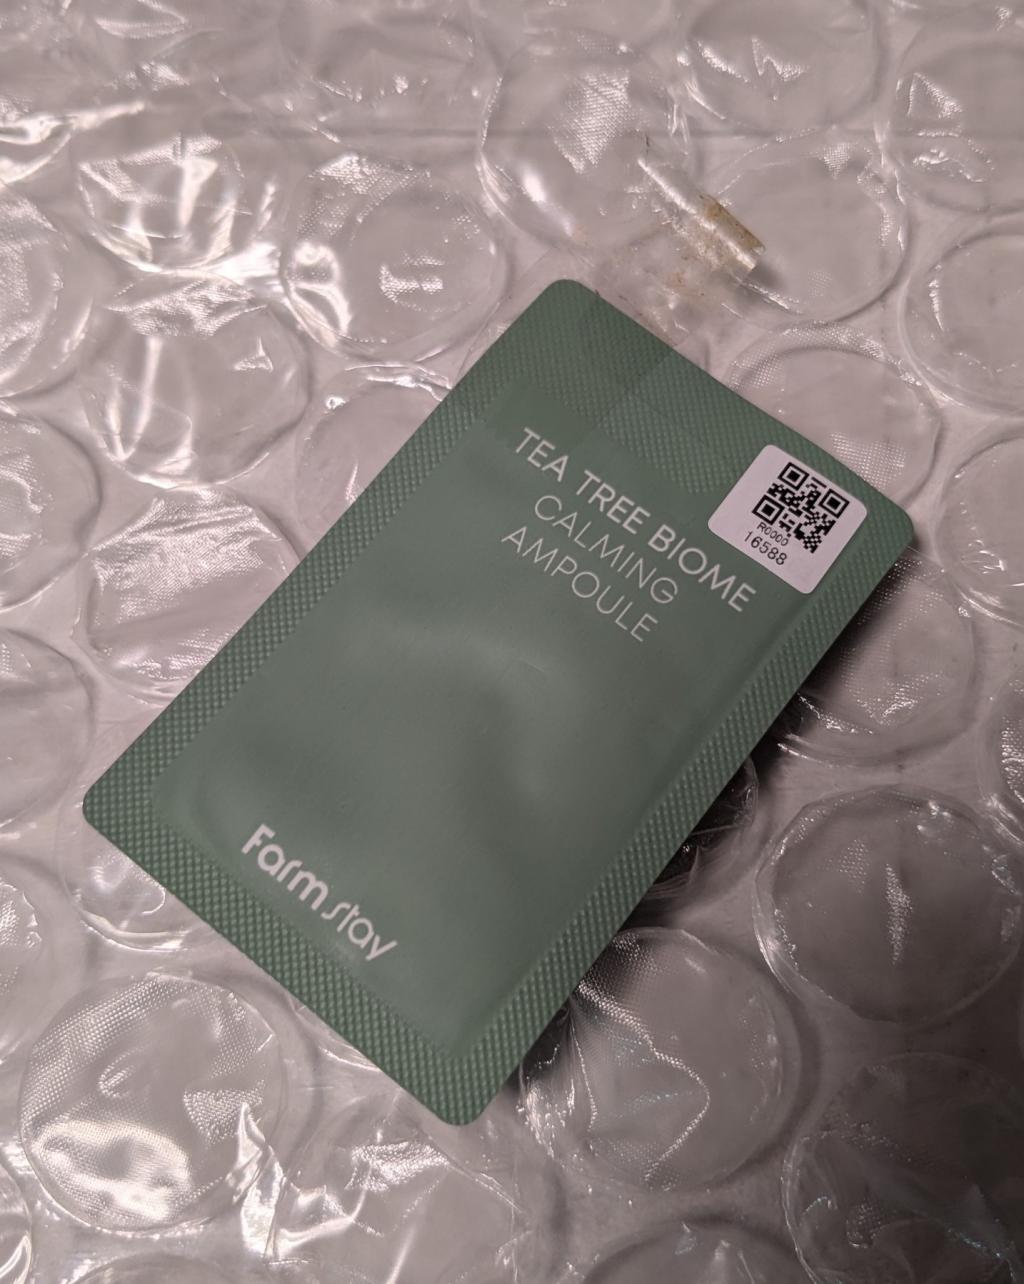 TEA TREE BIOME
CALMING
AMPOULE
R0000
16588
Farmstay